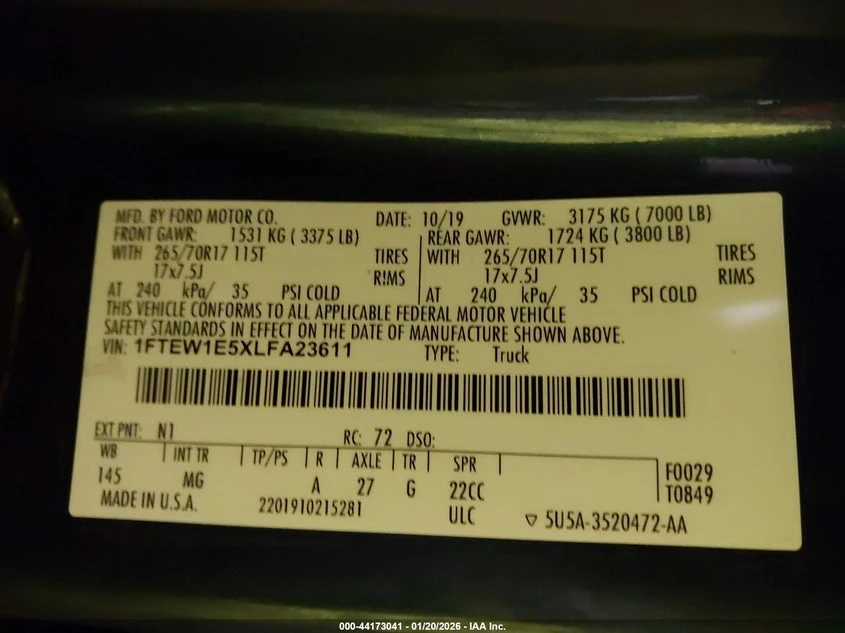 MFD. BY FORD MOTOR CO. DATE: 10/19 GVWR: 3175 KG ( 7000 LB)
FRONT GAWR: 1531 KG ( 3375 LB) REAR GAWR: 1724 KG ( 3800 LB)
WITH 265/70R17 115T TIRES WITH 265/70R17 115T TIRES
17x7.5J RIMS 17x7.5J RIMS
AT 240 kPa/ 35 PSI COLD AT 240 kPa/ 35 PSI COLD
THIS VEHICLE CONFORMS TO ALL APPLICABLE FEDERAL MOTOR VEHICLE
SAFETY STANDARDS IN EFFECT ON THE DATE OF MANUFACTURE SHOWN ABOVE.
VIN: 1FTEW1E5XLFA23611 TYPE: Truck
EXT PNT: N1 RC: 72 DSO:
WB INT TR TP/PS R AXLE TR SPR F0029
145 MG A 27 G 22CC T0849
MADE IN U.S.A. 2201910215281 ULC ▽ 5U5A-3520472-AA
000-44173041 - 01/20/2026 - IAA Inc.